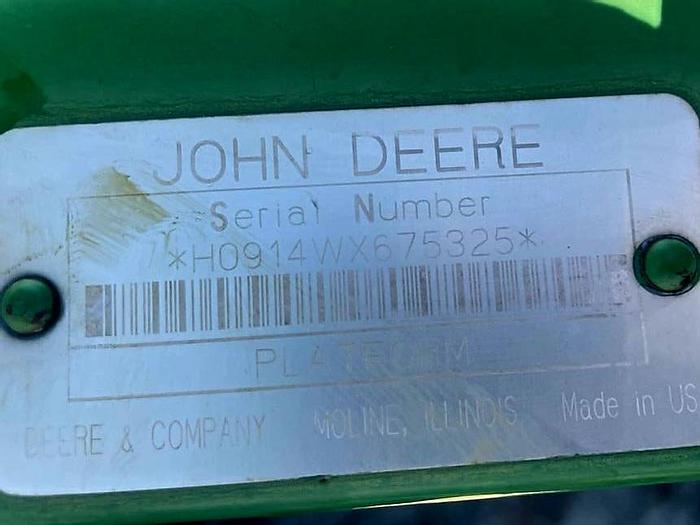 JOHN DEERE
Serial Number
*H0914WX675325*
PLATFORM
DEERE & COMPANY MOLINE, ILLINOIS Made in US